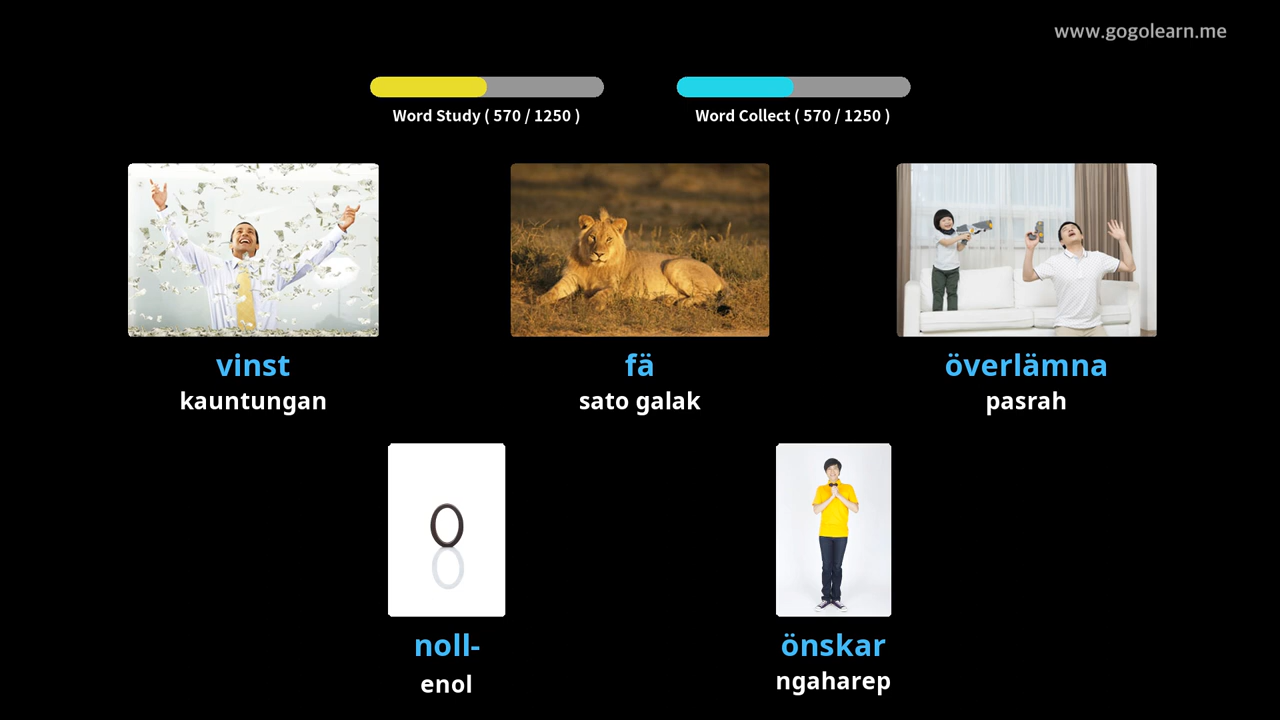 www.gogolearn.me
Word Study ( 570 / 1250 )
Word Collect ( 570 / 1250 )
vinst
kauntungan
fä
sato galak
överlämna
pasrah
noll-
enol
önskar
ngaharep